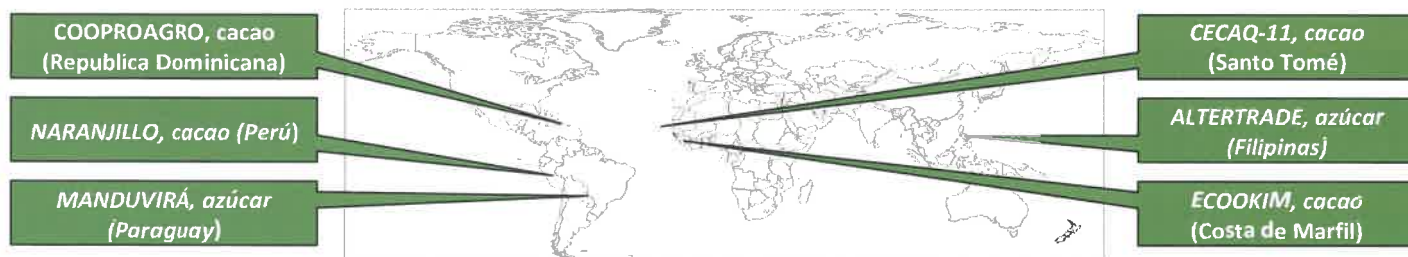 COOPROAGRO, cacao
(Republica Dominicana)
NARANJILLO, cacao (Perú)
MANDUVIRÁ, azúcar
(Paraguay)
CECAQ-11, cacao
(Santo Tomé)
ALTERTRADE, azúcar
(Filipinas)
ECOOKIM, cacao
(Costa de Marfil)